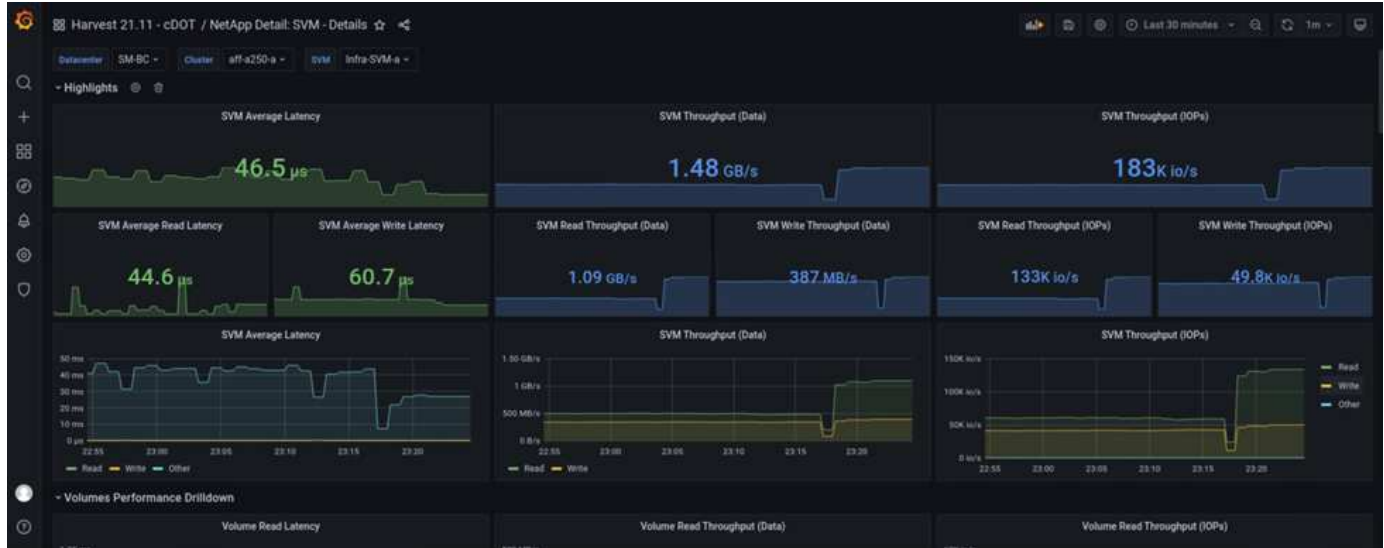 Harvest 21.11 - cDOT / NetApp Detail: SVM - Details
Last 30 minutes
1m
Datacenter SM-BC Cluster aff-a250-a SVM Infra-SVM-a
Highlights
SVM Average Latency
46.5 µs
SVM Throughput (Data)
1.48 GB/s
SVM Throughput (IOPs)
183K io/s
SVM Average Read Latency
44.6 µs
SVM Average Write Latency
60.7 µs
SVM Read Throughput (Data)
1.09 GB/s
SVM Write Throughput (Data)
387 MB/s
SVM Read Throughput (IOPs)
133K io/s
SVM Write Throughput (IOPs)
49.8K io/s
SVM Average Latency
50 ms
40 ms
30 ms
20 ms
10 ms
0 µs
22:55 23:00 23:05 23:10 23:15 23:20
Read Write Other
SVM Throughput (Data)
1.50 GB/s
1 GB/s
500 MB/s
0 B/s
22:55 23:00 23:05 23:10 23:15 23:20
Read Write
SVM Throughput (IOPs)
150K io/s
100K io/s
50K io/s
0 io/s
22:55 23:00 23:05 23:10 23:15 23:20
Read
Write
Other
Volumes Performance Drilldown
Volume Read Latency
Volume Read Throughput (Data)
Volume Read Throughput (IOPs)